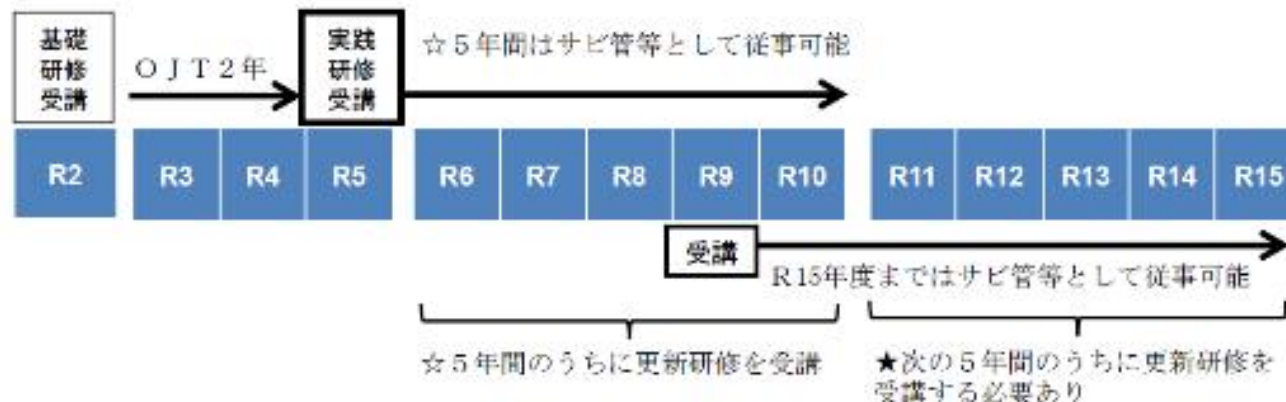 基礎
研修
受講
ＯＪＴ２年
実践
研修
受講
☆５年間はサビ管等として従事可能
R2
R3
R4
R5
R6
R7
R8
R9
R10
R11
R12
R13
R14
R15
受講
Ｒ15年度まではサビ管等として従事可能
☆５年間のうちに更新研修を受講
★次の５年間のうちに更新研修を
受講する必要あり